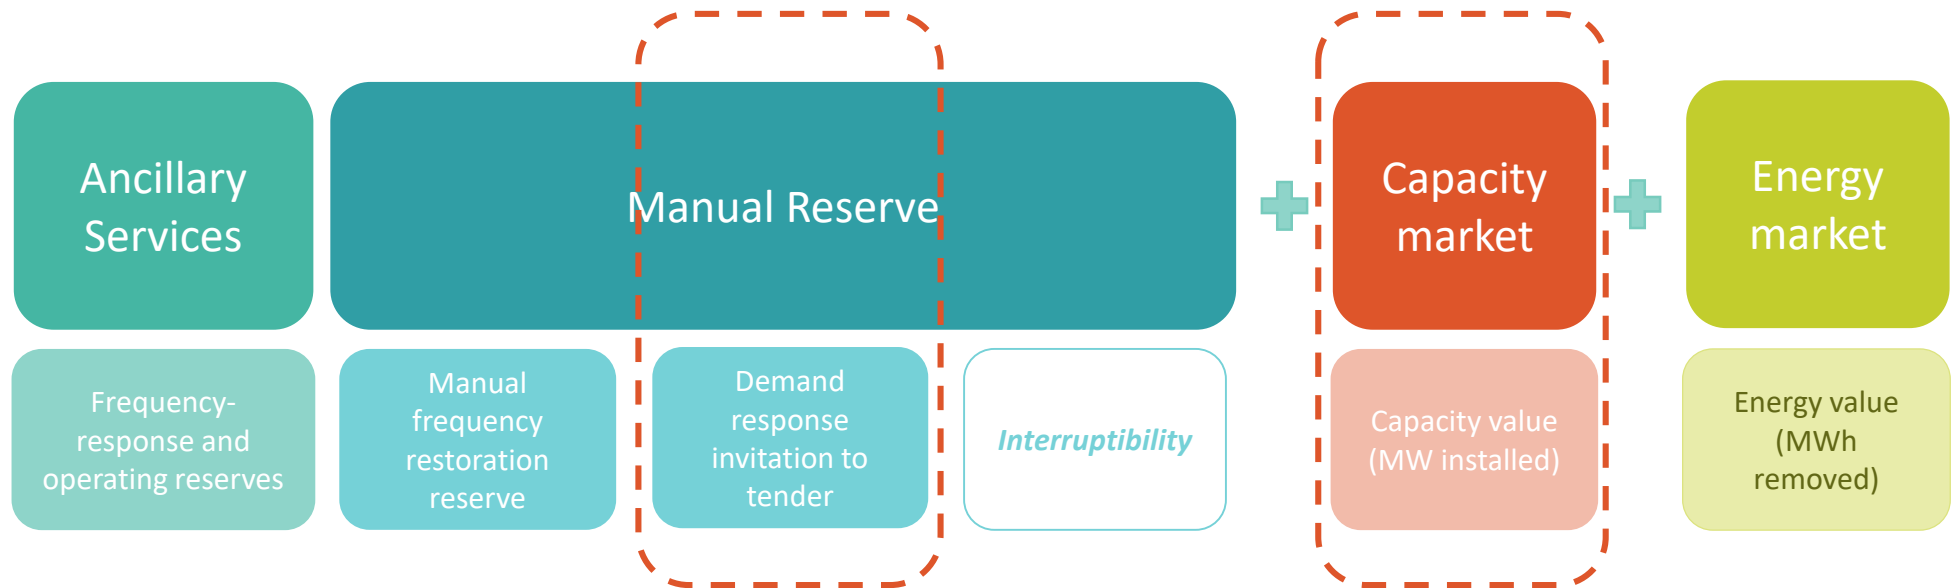 Ancillary
Services
Manual Reserve
Capacity
market
Energy
market
Frequency-
response and
operating reserves
Manual
frequency
restoration
reserve
Demand
response
invitation to
tender
Interruptibility
Capacity value
(MW installed)
Energy value
(MWh
removed)